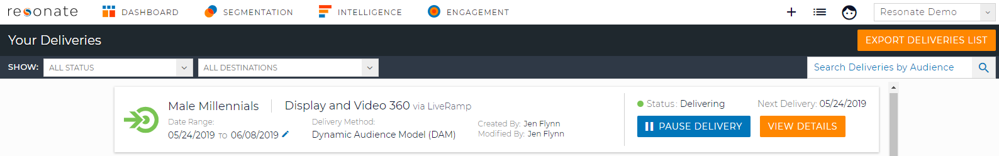 resonate DASHBOARD SEGMENTATION INTELLIGENCE ENGAGEMENT Resonate Demo
Your Deliveries EXPORT DELIVERIES LIST
SHOW: ALL STATUS ALL DESTINATIONS Search Deliveries by Audience
Male Millennials Display and Video 360 via LiveRamp Status: Delivering Next Delivery: 05/24/2019
Date Range: Delivery Method: Created By: Jen Flynn
05/24/2019 TO 06/08/2019 Dynamic Audience Model (DAM) Modified By: Jen Flynn
PAUSE DELIVERY VIEW DETAILS